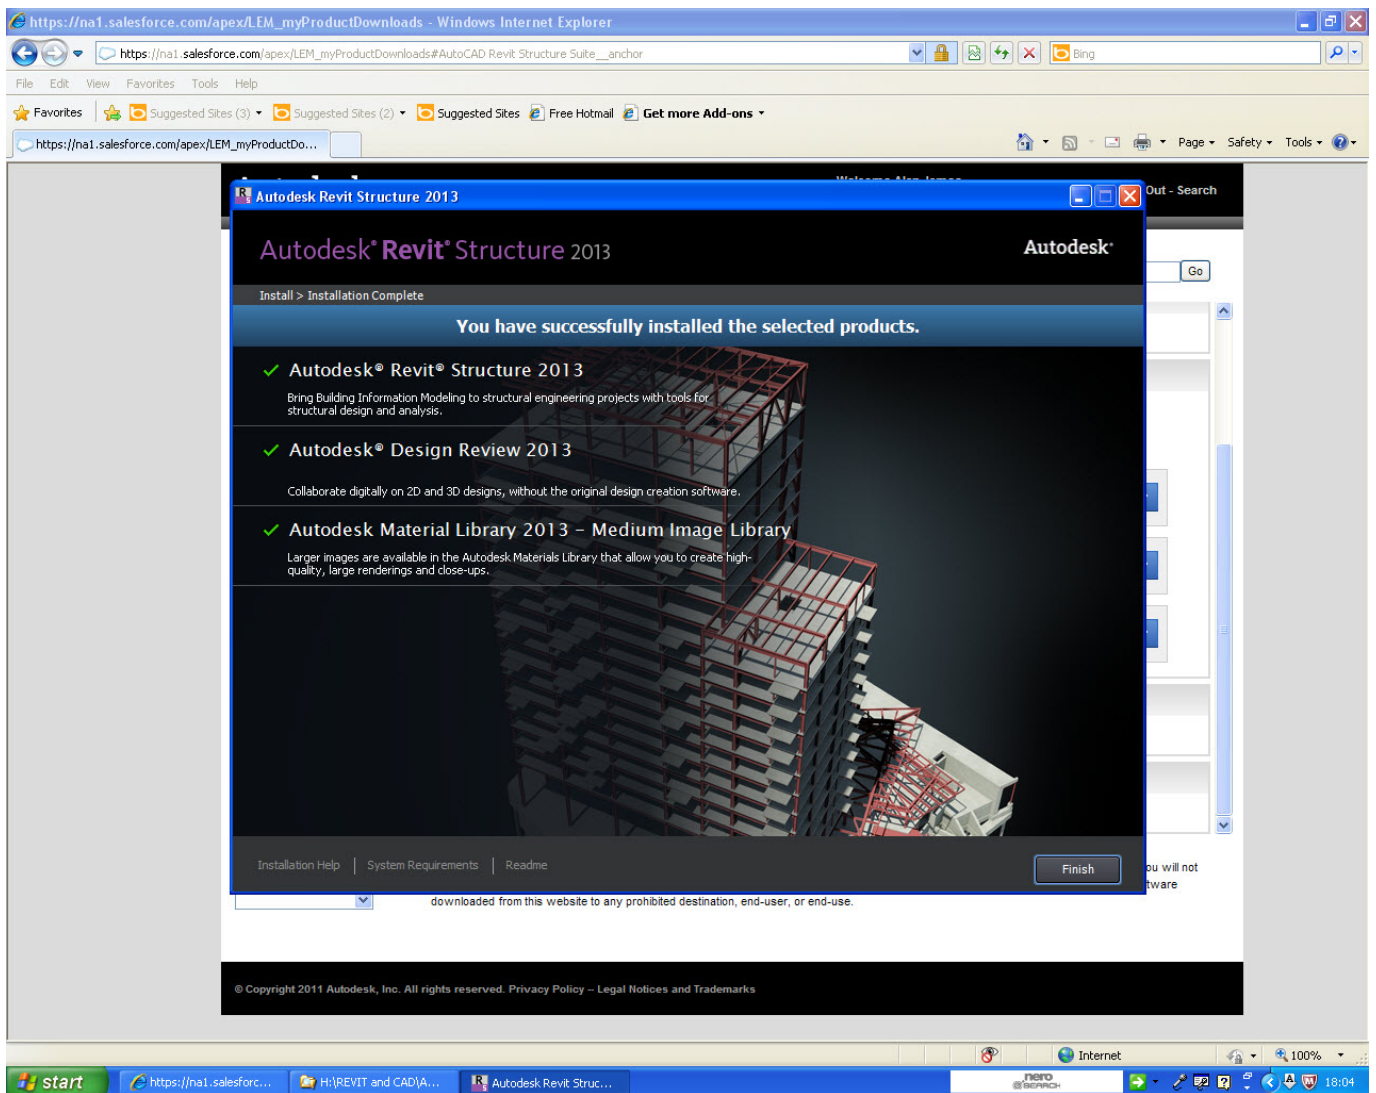 https://na1.salesforce.com/apex/LEM_myProductDownloads - Windows Internet Explorer
https://na1.salesforce.com/apex/LEM_myProductDownloads#AutoCAD Revit Structure Suite__anchor
Bing
File Edit View Favorites Tools Help
Favorites Suggested Sites (3) Suggested Sites (2) Suggested Sites Free Hotmail Get more Add-ons
https://na1.salesforce.com/apex/LEM_myProductDo...
Page Safety Tools
Out - Search
Autodesk Revit Structure 2013
Autodesk® Revit® Structure 2013
Autodesk®
Go
Install > Installation Complete
You have successfully installed the selected products.
Autodesk® Revit® Structure 2013
Bring Building Information Modeling to structural engineering projects with tools for
structural design and analysis.
Autodesk® Design Review 2013
Collaborate digitally on 2D and 3D designs, without the original design creation software.
Autodesk Material Library 2013 – Medium Image Library
Larger images are available in the Autodesk Materials Library that allow you to create high-
quality, large renderings and close-ups.
Installation Help | System Requirements | Readme
Finish
ou will not
tware
downloaded from this website to any prohibited destination, end-user, or end-use.
© Copyright 2011 Autodesk, Inc. All rights reserved. Privacy Policy – Legal Notices and Trademarks
Internet
100%
start
https://na1.salesforc...
H:\REVIT and CAD\A...
Autodesk Revit Struc...
nero
SEARCH
18:04